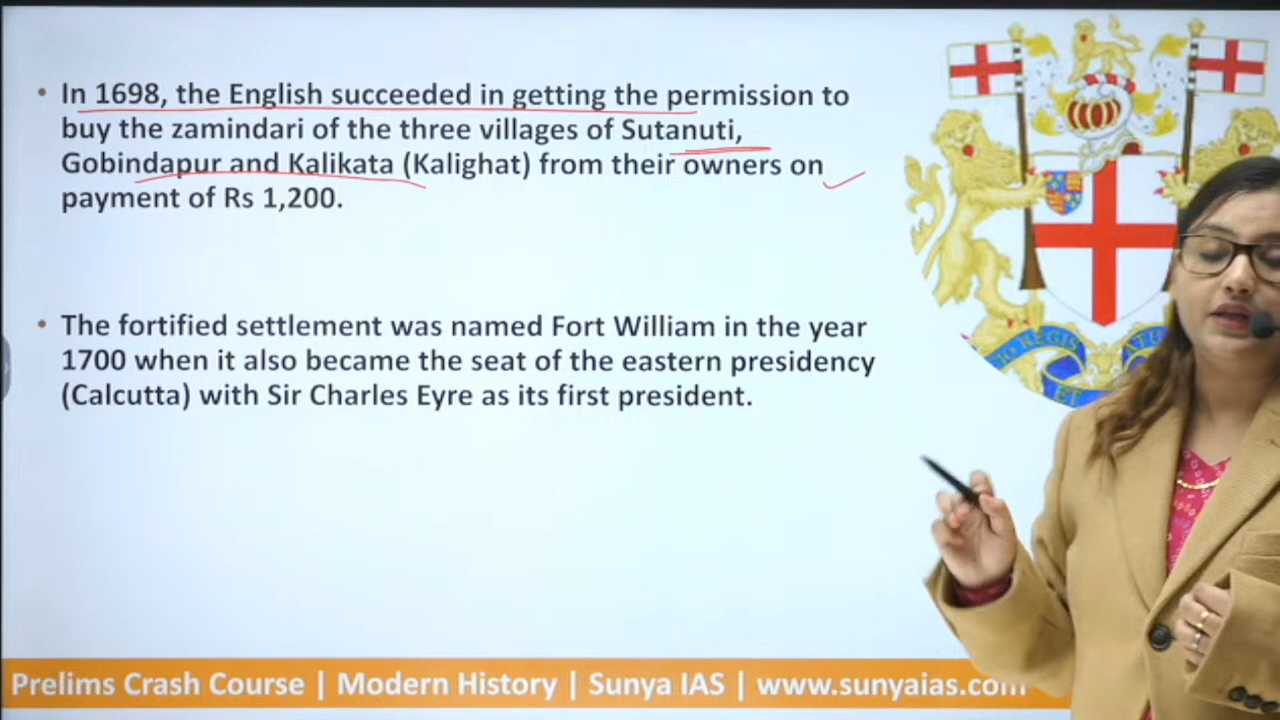 • In 1698, the English succeeded in getting the permission to
buy the zamindari of the three villages of Sutanuti,
Gobindapur and Kalikata (Kalighat) from their owners on
payment of Rs 1,200.
• The fortified settlement was named Fort William in the year
1700 when it also became the seat of the eastern presidency
(Calcutta) with Sir Charles Eyre as its first president.
REGIS
ET
Prelims Crash Course | Modern History | Sunya IAS | www.sunyaias.com